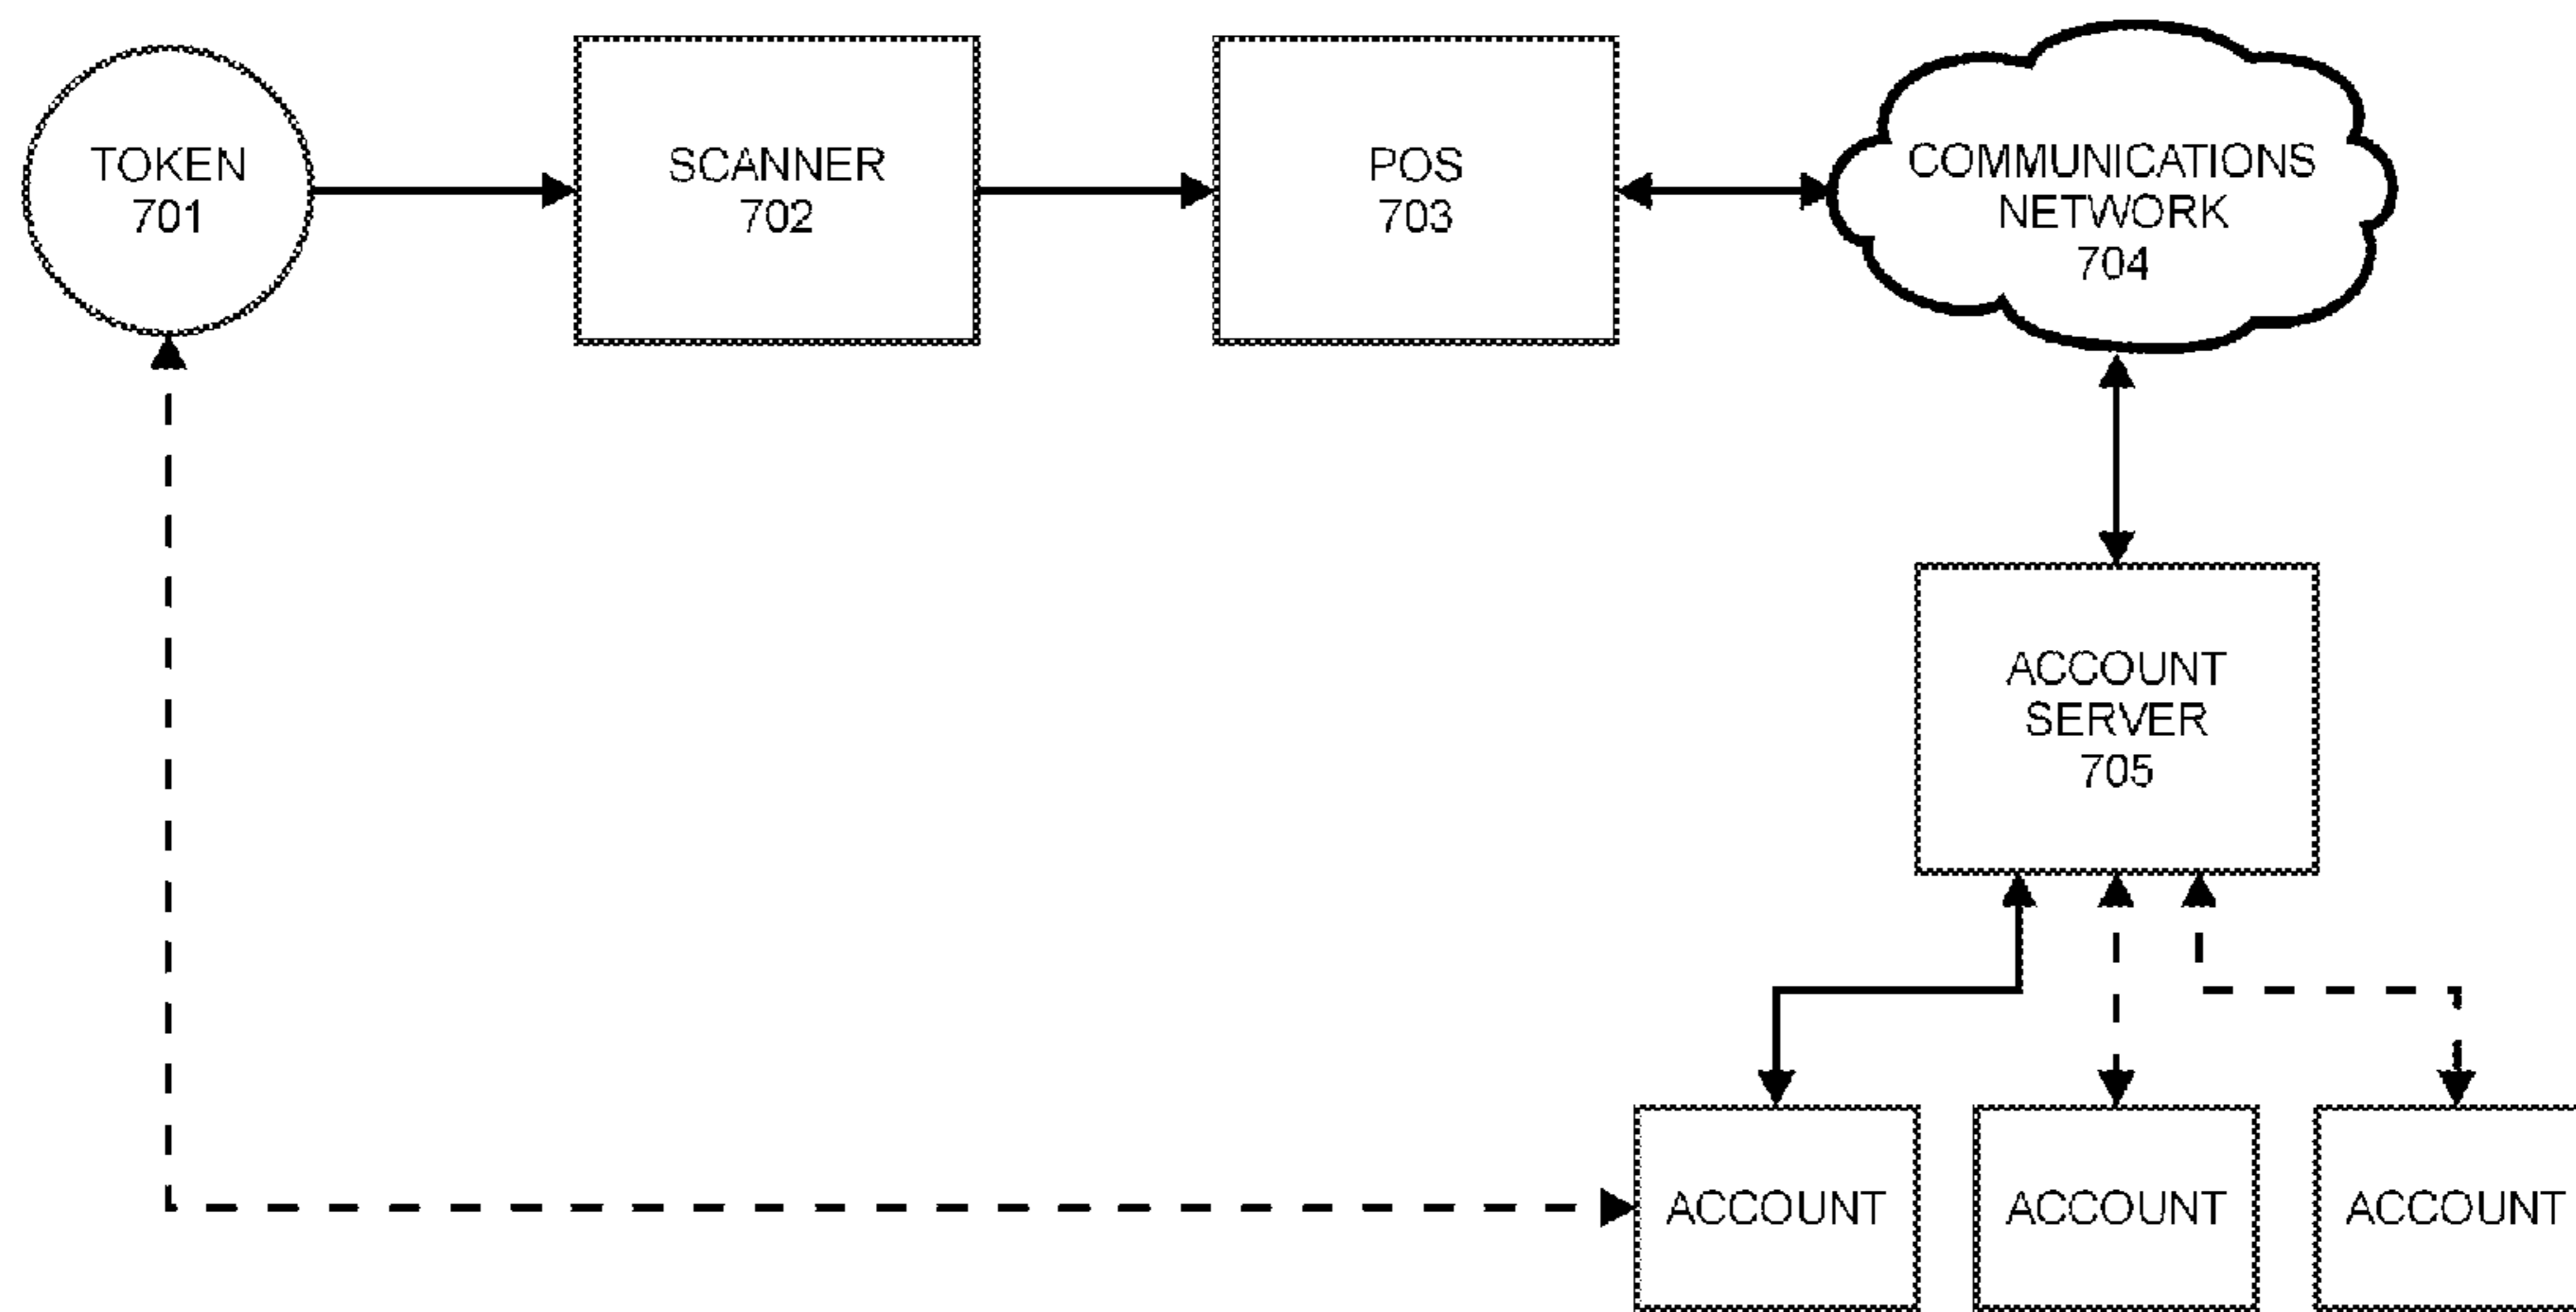 TOKEN
701
SCANNER
702
POS
703
COMMUNICATIONS
NETWORK
704
ACCOUNT
SERVER
705
ACCOUNT
ACCOUNT
ACCOUNT